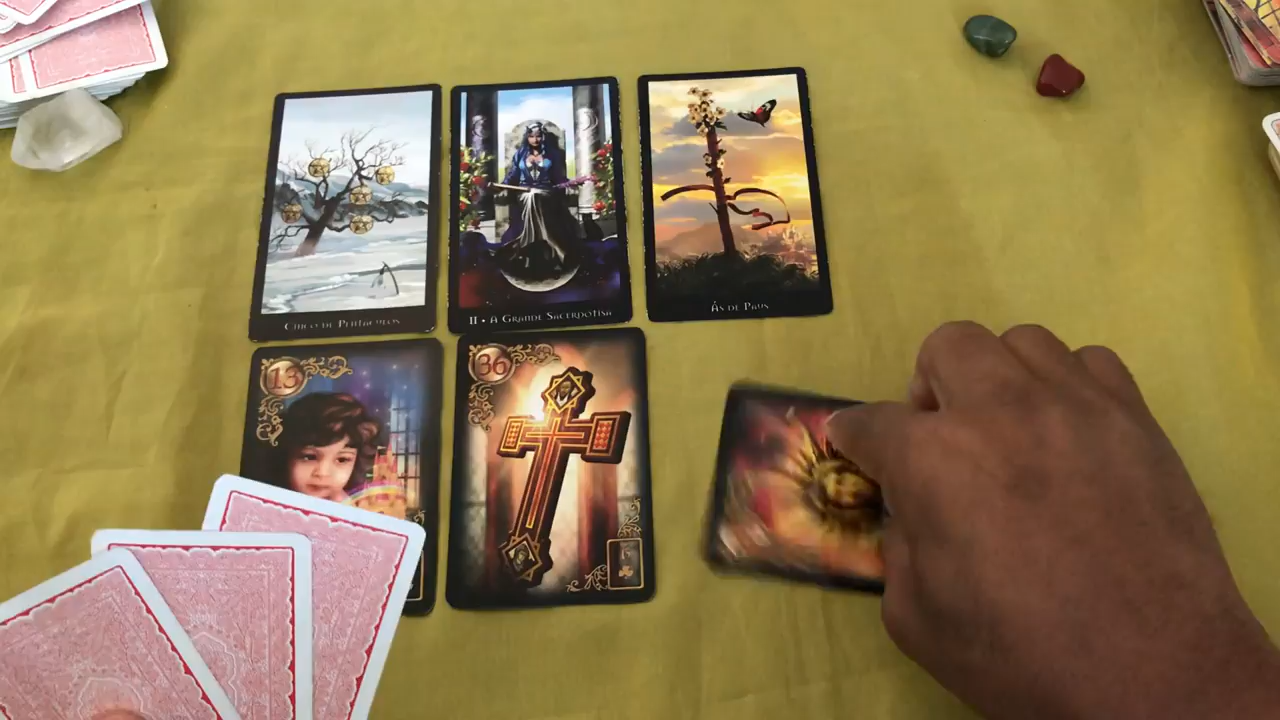 CINCO DE PENTÁCULOS
II • A GRANDE SACERDOTISA
ÁS DE PAUS
13
36